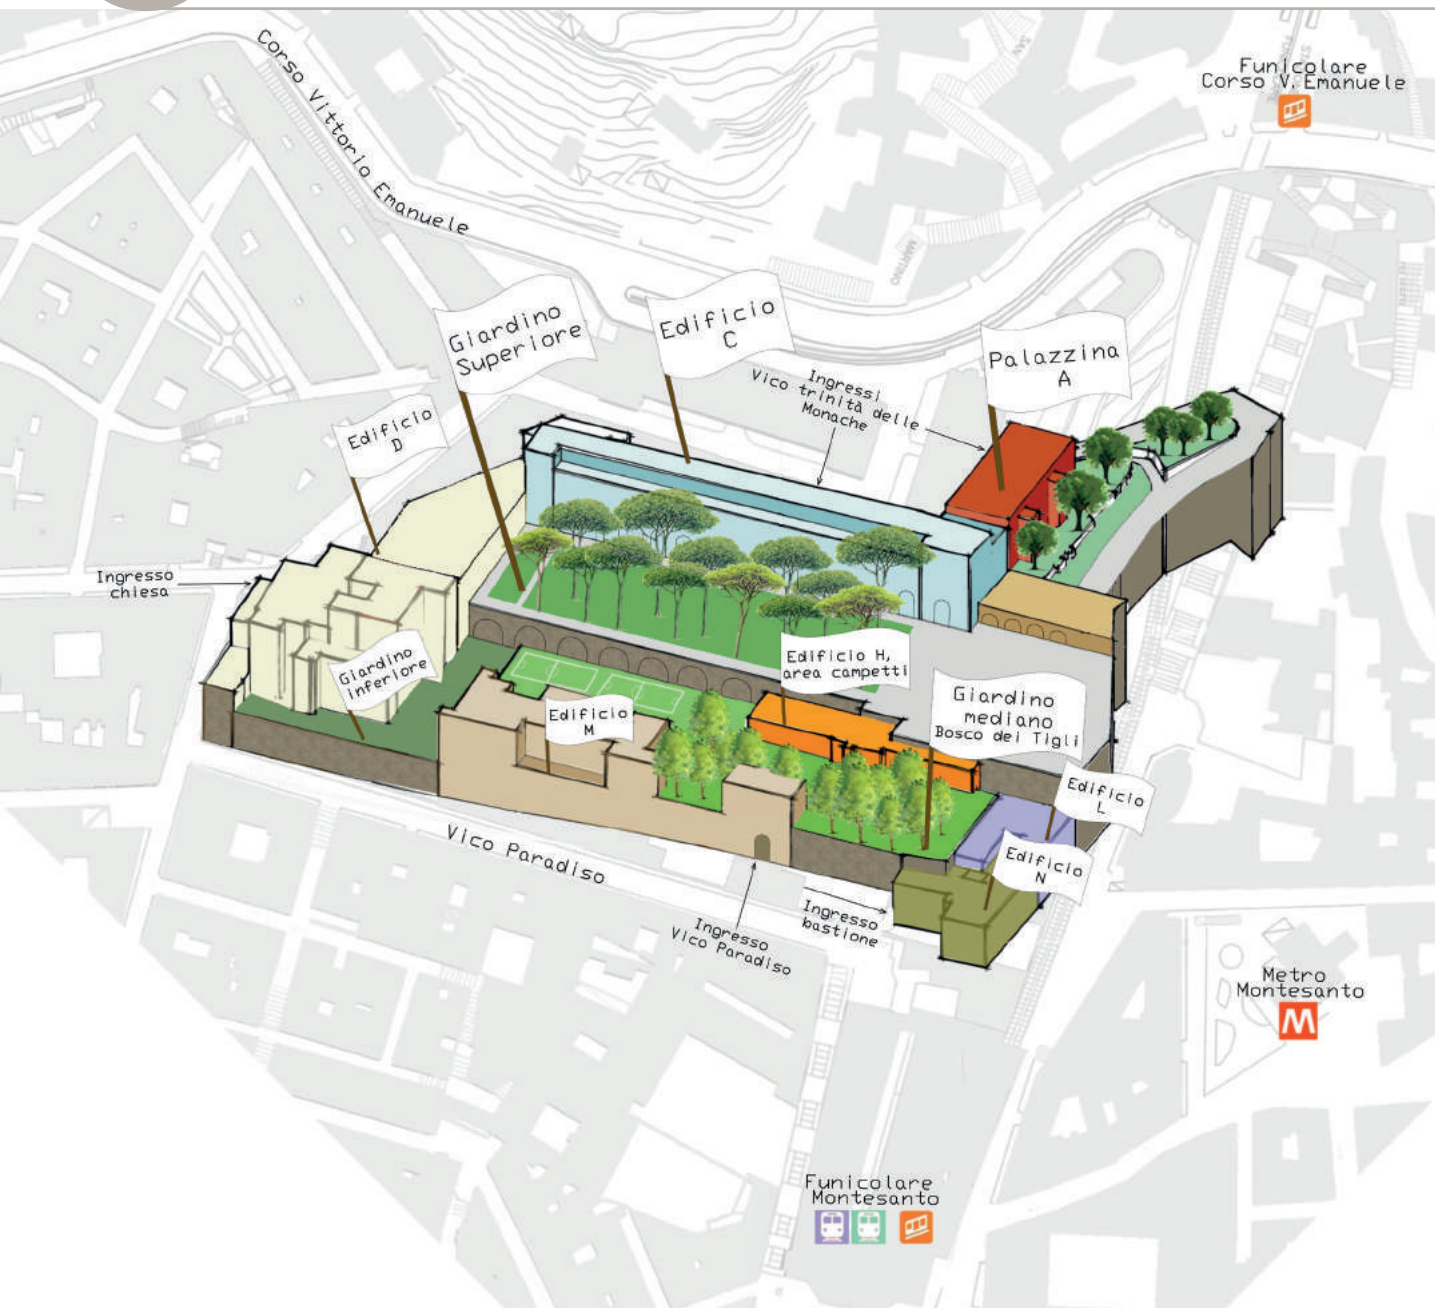 Corso Vittorio Emanuele
SAN
Funicolare
Corso V. Emanuele
MARTINO
Giardino
Superiore
Edificio
C
Palazzina
A
Ingressi
Vico trinità delle
Monache
Edificio
D
Ingresso
chiesa
Giardino
inferiore
Edificio H,
area campetti
Giardino
mediano
Bosco dei Tigli
Edificio
M
Edificio
L
Edificio
N
Vico Paradiso
Ingresso
bastione
Ingresso
Vico Paradiso
Metro
Montesanto
M
Funicolare
Montesanto